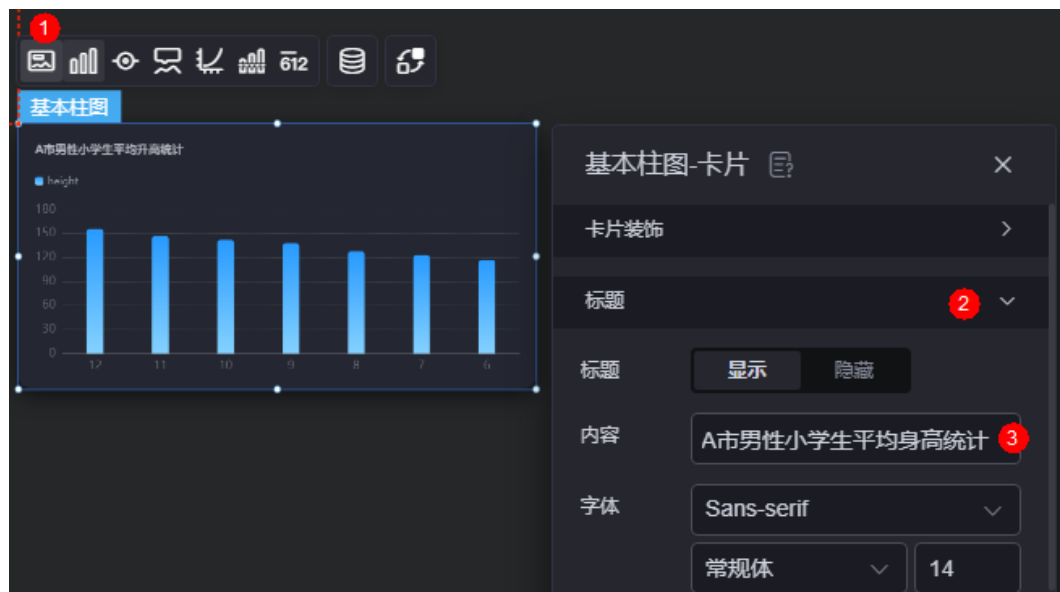 1
612
基本柱图
A市男性小学生平均升高统计
height
180
150
120
90
60
30
0
12 11 10 9 8 7 6
基本柱图-卡片
卡片装饰
标题 2
标题 显示 隐藏
内容 A市男性小学生平均身高统计 3
字体 Sans-serif
常规体 14